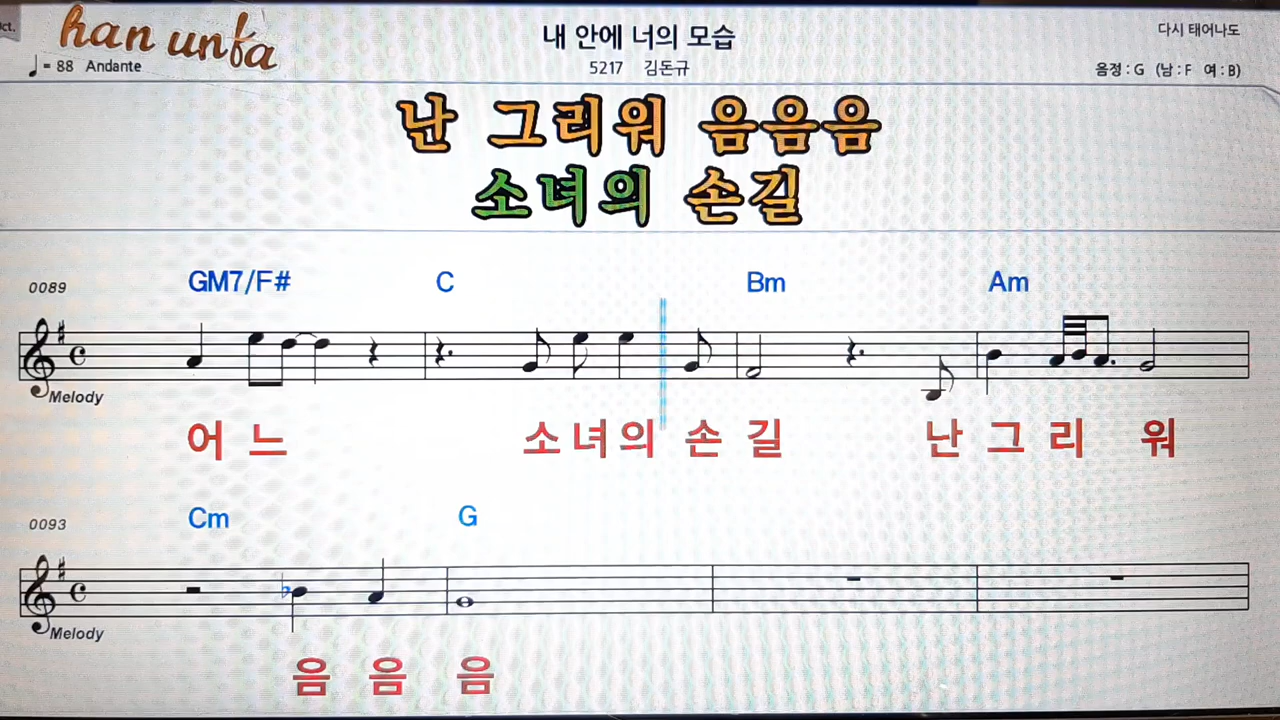 ict.
han unfa
내 안에 너의 모습
다시 태어나도
♩ = 88 Andante
5217 김돈규
음정 : G (남 : F 여 : B)
난 그리워 음음음
소녀의 손길
0089 GM7/F# C Bm Am
Melody
어 느 소 녀 의 손 길 난 그 리 워
0093 Cm G
Melody
음 음 음